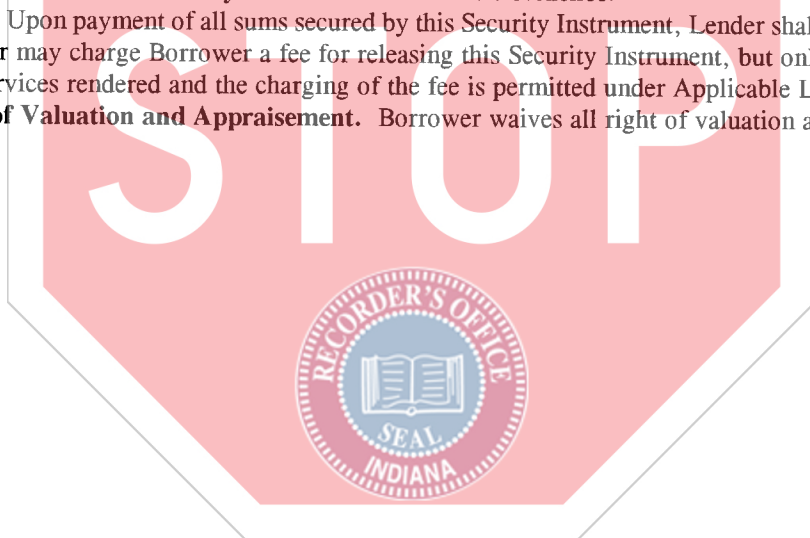 Upon payment of all sums secured by this Security Instrument, Lender shal
r may charge Borrower a fee for releasing this Security Instrument, but onl
rvices rendered and the charging of the fee is permitted under Applicable L
of Valuation and Appraisement. Borrower waives all right of valuation a
STOP
RECORDER'S OFFICE
SEAL
INDIANA